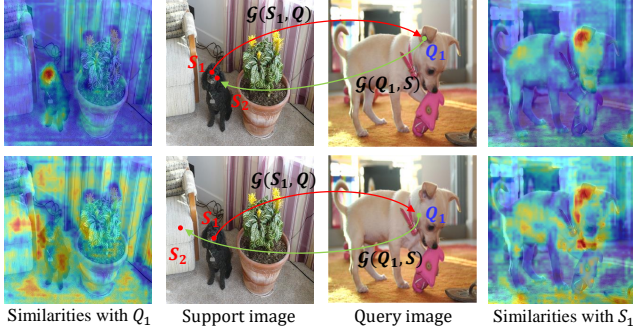 𝒢(S₁, Q)
S₁
Q₁
S₂
𝒢(Q₁, S)
𝒢(S₁, Q)
S₁
Q₁
S₂
𝒢(Q₁, S)
Similarities with Q₁ Support image Query image Similarities with S₁